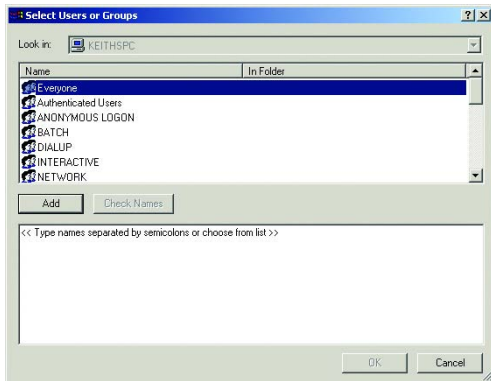 Select Users or Groups
Look in: KEITHSPC
Name In Folder
Everyone
Authenticated Users
ANONYMOUS LOGON
BATCH
DIALUP
INTERACTIVE
NETWORK
Add Check Names
<< Type names separated by semicolons or choose from list >>
OK Cancel